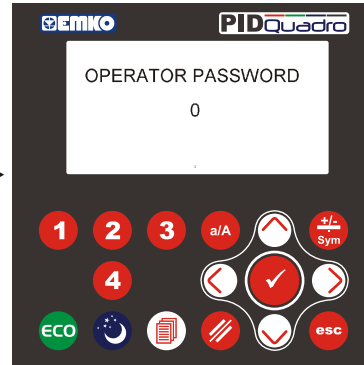 EMKO PIDQuadro
OPERATOR PASSWORD
0
1 2 3 a/A +/- Sym
4
ECO esc